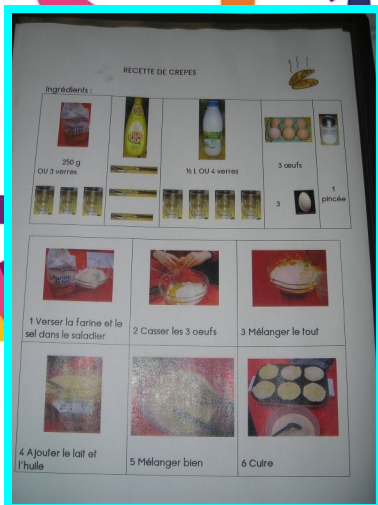 RECETTE DE CREPES
Ingrédients :
250 g
OU 3 verres
½ L OU 4 verres
3 œufs
3
1
pincée
1 Verser la farine et le
sel dans le saladier
2 Casser les 3 oeufs
3 Mélanger le tout
4 Ajouter le lait et
l'huile
5 Mélanger bien
6 Cuire